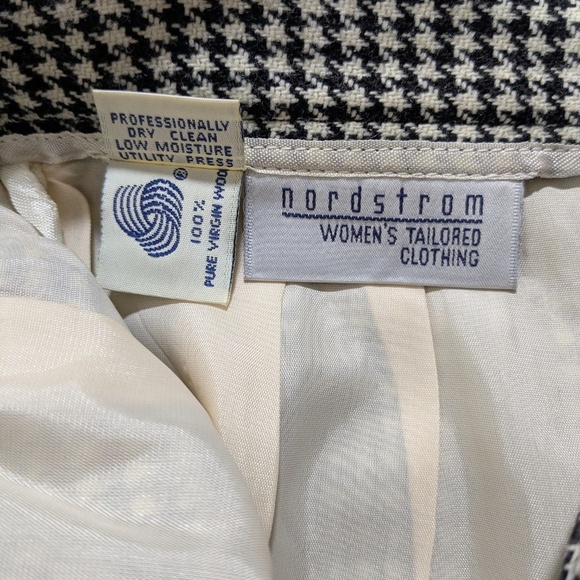 PROFESSIONALLY
DRY CLEAN
LOW MOISTURE
UTILITY PRESS
®
100%
PURE VIRGIN WOOL
nordstrom
WOMEN'S TAILORED
CLOTHING